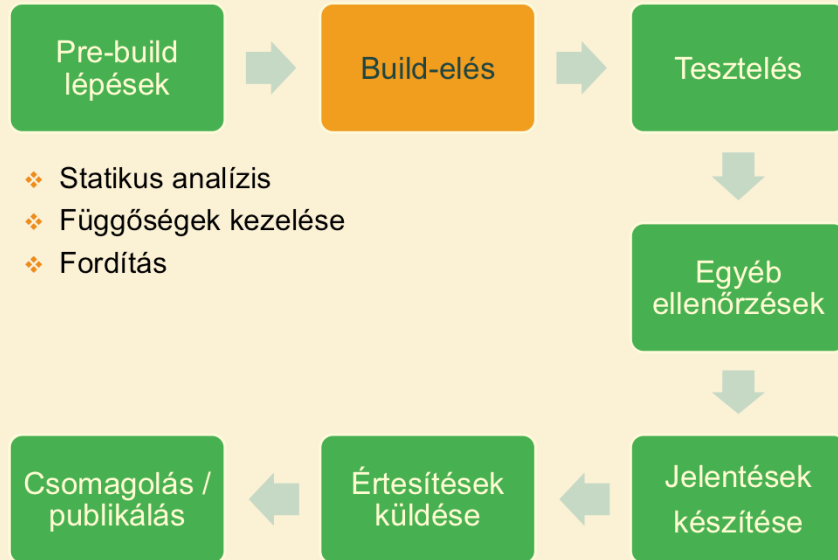 Pre-build
lépések
Build-elés
Tesztelés
Statikus analízis
Függőségek kezelése
Fordítás
Egyéb
ellenőrzések
Jelentések
készítése
Értesítések
küldése
Csomagolás /
publikálás